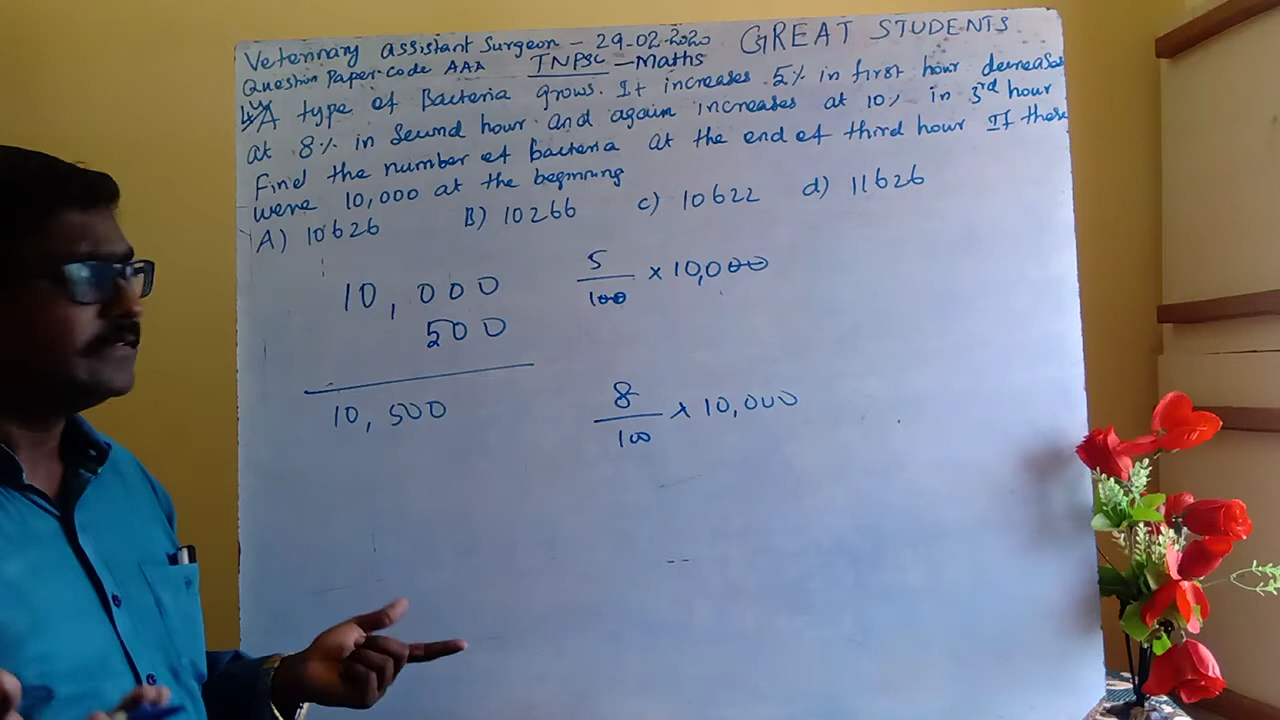 Veterinary Assistant Surgeon - 29-02-2020 GREAT STUDENTS
Question Paper Code AAA TNPSC - Maths
A type of Bacteria grows. It increases 5% in first hour decreases
at 8% in second hour and again increases at 10% in 3rd hour
Find the number of bacteria at the end of third hour If there
were 10,000 at the beginning
A) 10626 B) 10266 C) 10622 d) 11626
10,000
500
10,500
5/100 × 10,000
8/100 × 10,000